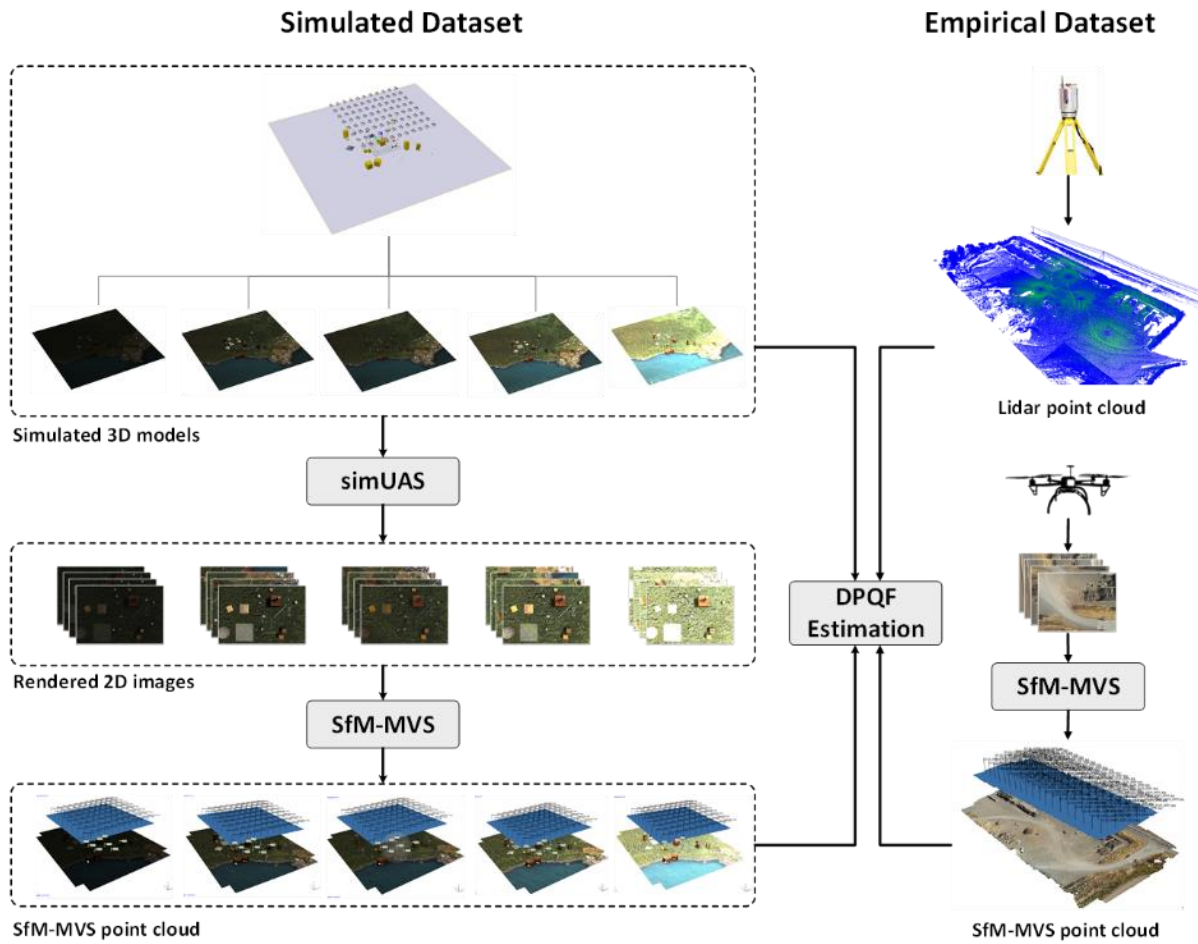 Simulated Dataset
Empirical Dataset
Simulated 3D models
Lidar point cloud
simUAS
Rendered 2D images
DPQF
Estimation
SfM-MVS
SfM-MVS
SfM-MVS point cloud
SfM-MVS point cloud